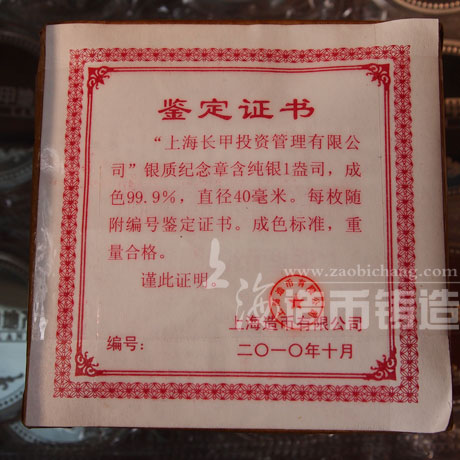 鉴定证书
“上海长甲投资管理有限公
司”银质纪念章含纯银1盎司，成
色99.9%，直径40毫米。每枚随
附编号鉴定证书。成色标准，重
量合格。
谨此证明。
www.zaobichang.com
上海造币铸造
上海造币有限公司
编号：
二〇一〇年十月